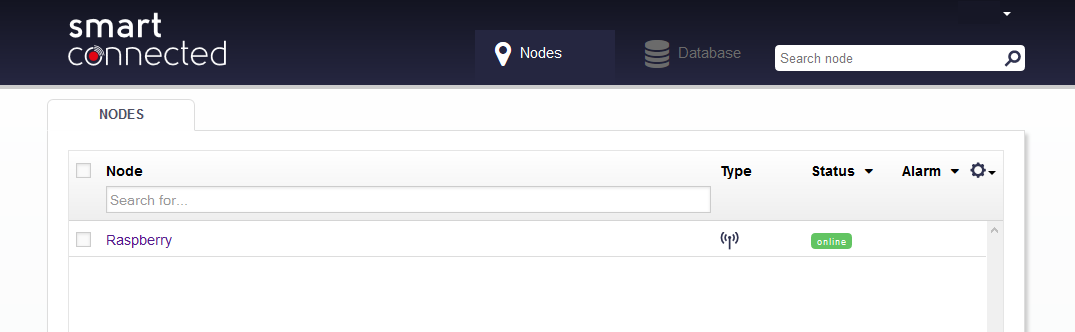 smart
connected
Nodes
Database
Search node
NODES
Node
Type
Status
Alarm
Search for...
Raspberry
online